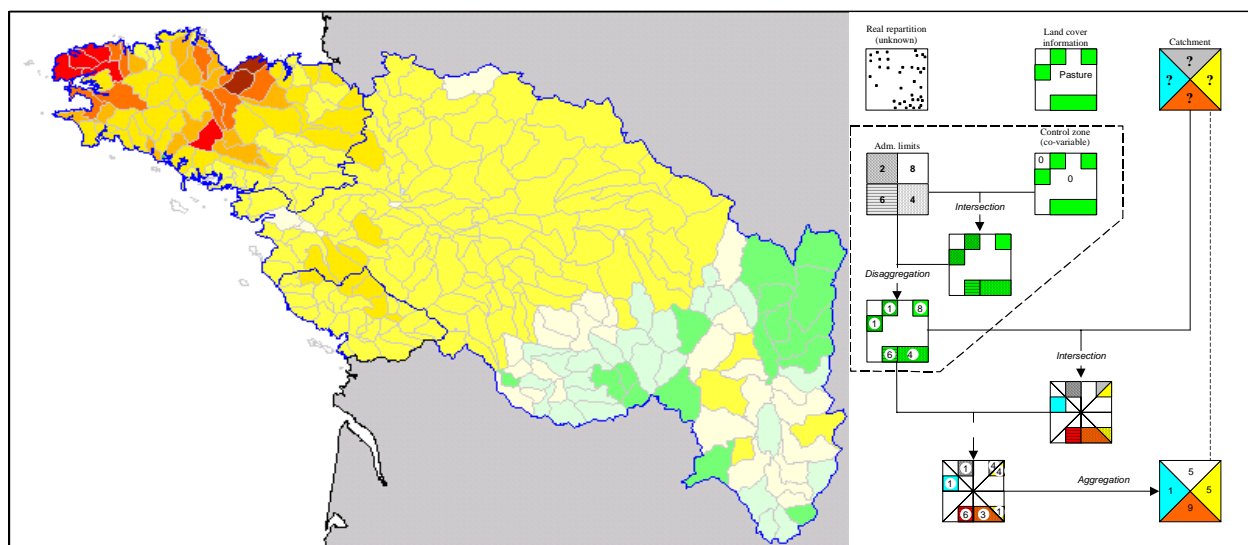 Real repartition
(unknown)
Land cover
information
Catchment
Pasture
?
? ?
?
Adm. limits
Control zone
(co-variable)
2 8
6 4
0
0
Intersection
Disaggregation
1 8
1
6 4
Intersection
1 4
4
1
6 3 1
Aggregation
5
1 5
9